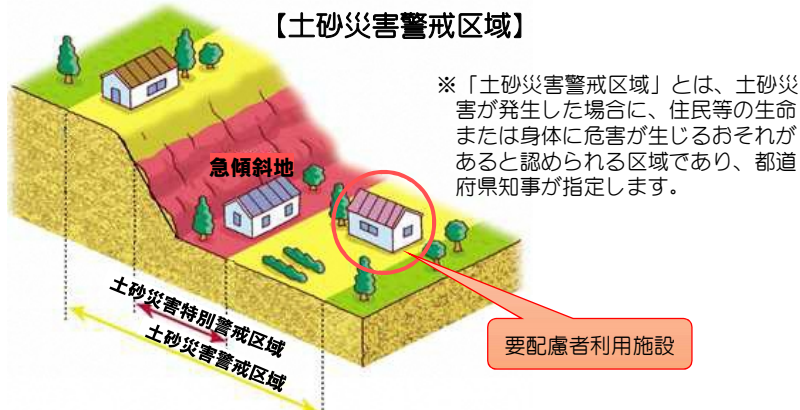 【土砂災害警戒区域】
※「土砂災害警戒区域」とは、土砂災
害が発生した場合に、住民等の生命
または身体に危害が生じるおそれが
あると認められる区域であり、都道
府県知事が指定します。
急傾斜地
土砂災害特別警戒区域
土砂災害警戒区域
要配慮者利用施設